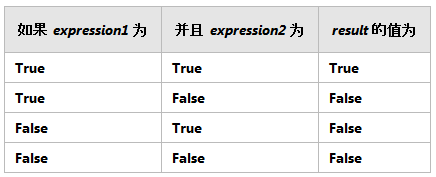 如果 expression1 为 并且 expression2 为 result 的值为
True True True
True False False
False True False
False False False